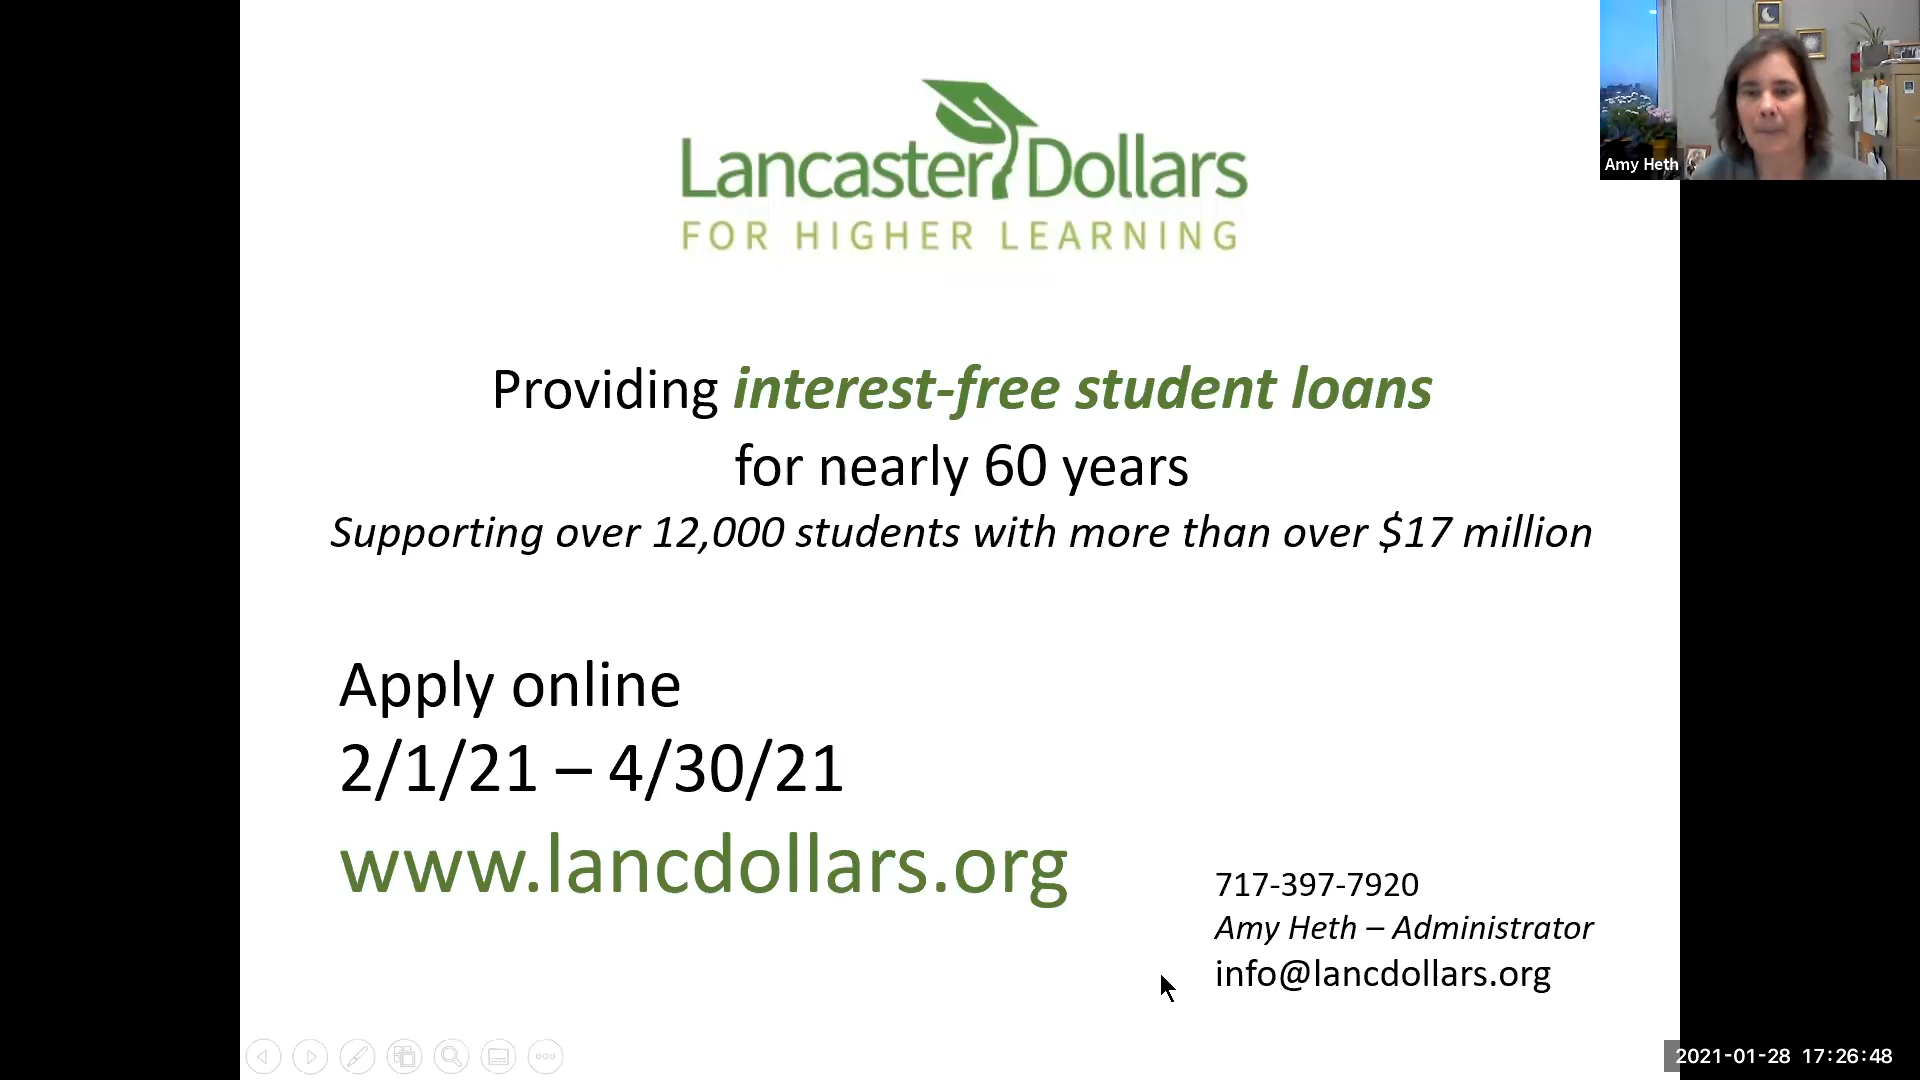 Lancaster Dollars
FOR HIGHER LEARNING
Amy Heth
Providing interest-free student loans
for nearly 60 years
Supporting over 12,000 students with more than over $17 million
Apply online
2/1/21 – 4/30/21
www.lancdollars.org
717-397-7920
Amy Heth – Administrator
info@lancdollars.org
2021-01-28 17:26:48